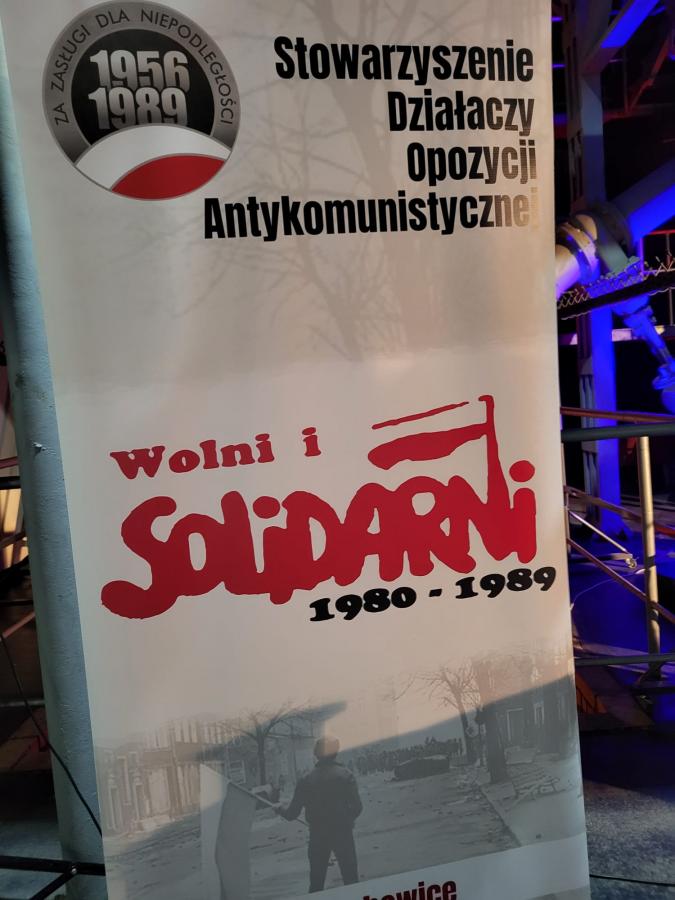 ZA ZASŁUGI DLA NIEPODLEGŁOŚCI
1956
1989
Stowarzyszenie
Działaczy
Opozycji
Antykomunistycznej
Wolni i
SOLiDARNi
1980 - 1989